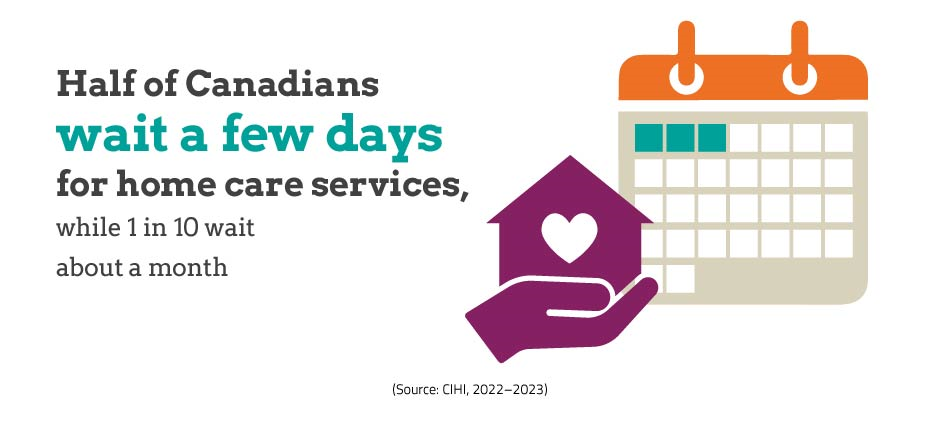 Half of Canadians
wait a few days
for home care services,
while 1 in 10 wait
about a month
(Source: CIHI, 2022–2023)